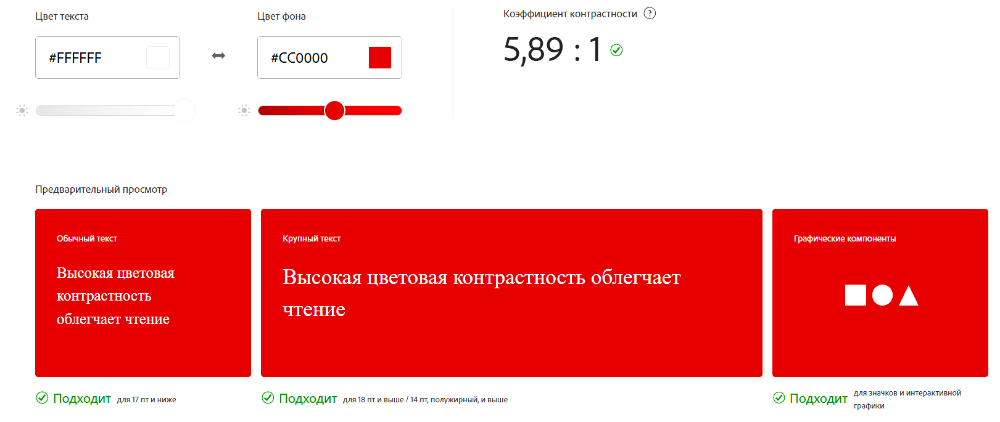 Цвет текста
Цвет фона
Коэффициент контрастности ?
#FFFFFF
#CC0000
5,89 : 1
Предварительный просмотр
Обычный текст
Высокая цветовая
контрастность
облегчает чтение
Крупный текст
Высокая цветовая контрастность облегчает
чтение
Графические компоненты
Подходит для 17 пт и ниже
Подходит для 18 пт и выше / 14 пт, полужирный, и выше
Подходит для значков и интерактивной
графики